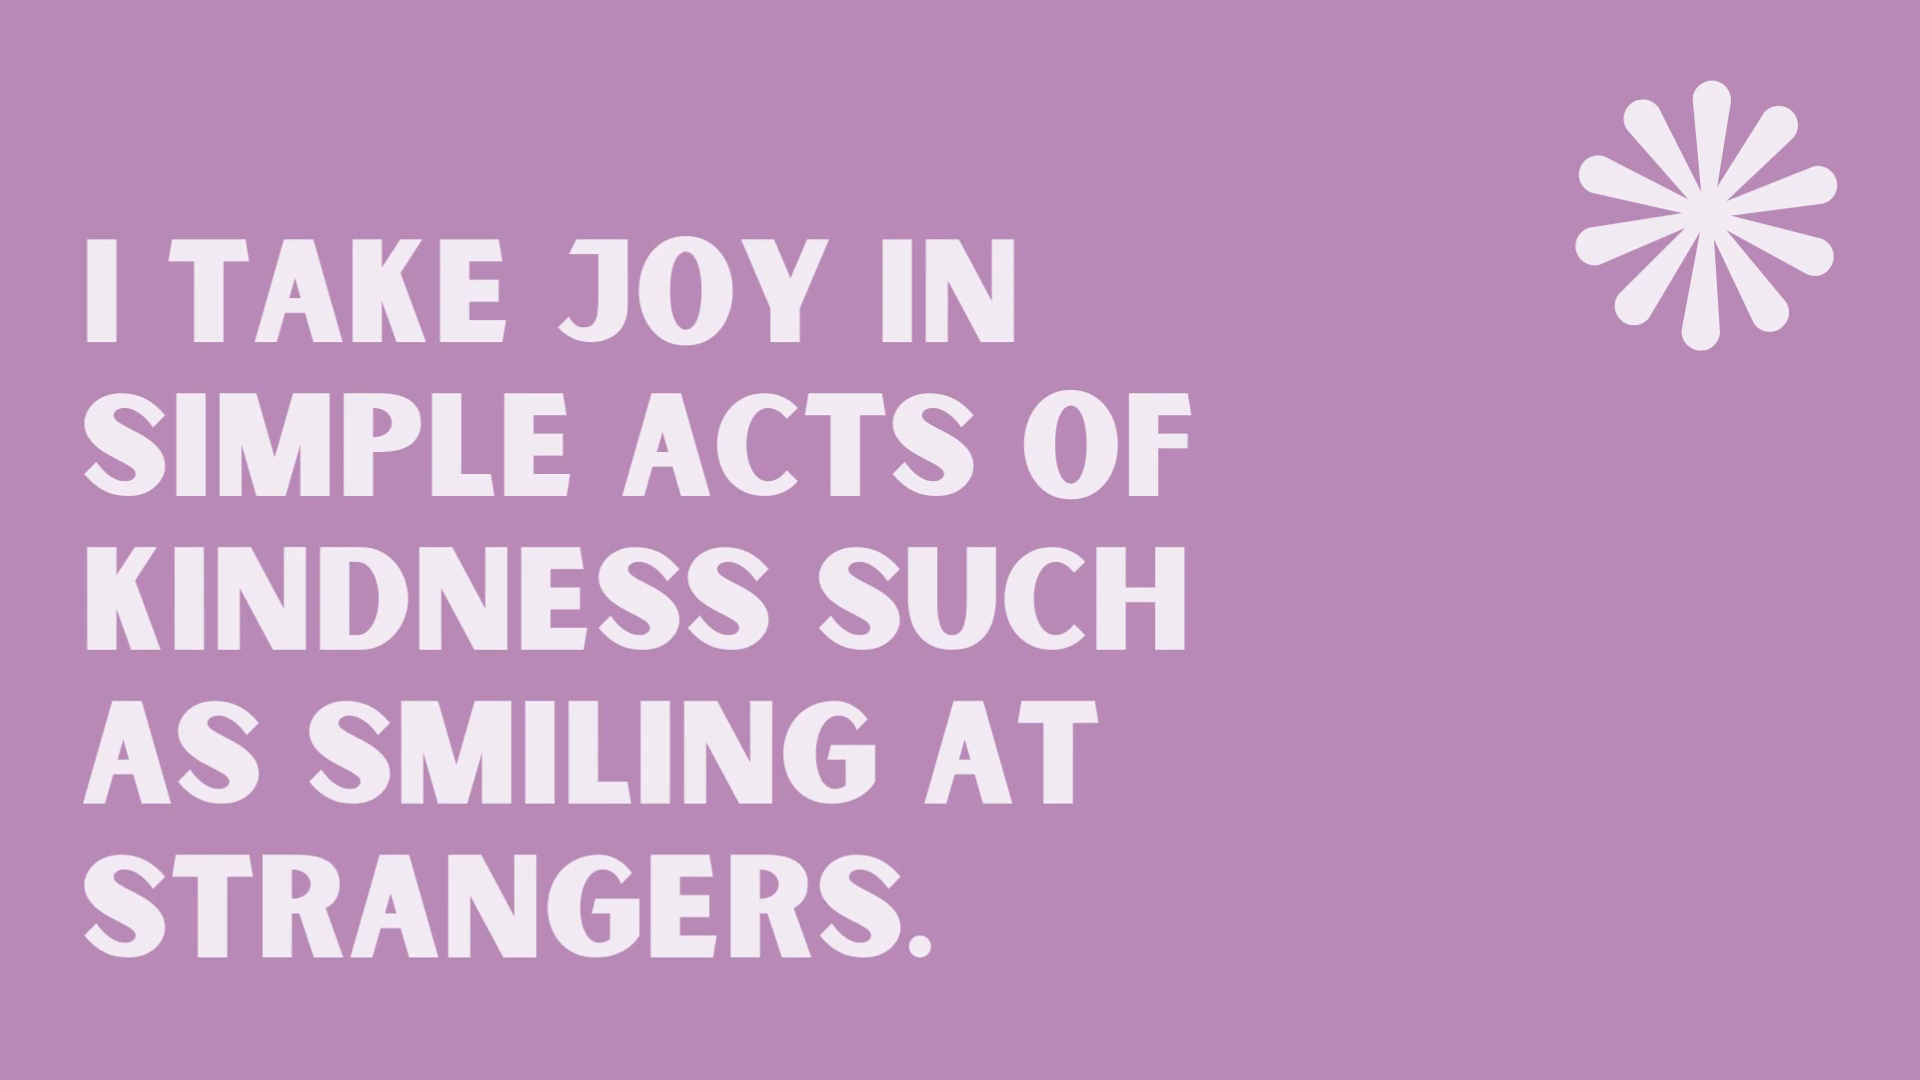 I TAKE JOY IN
SIMPLE ACTS OF
KINDNESS SUCH
AS SMILING AT
STRANGERS.